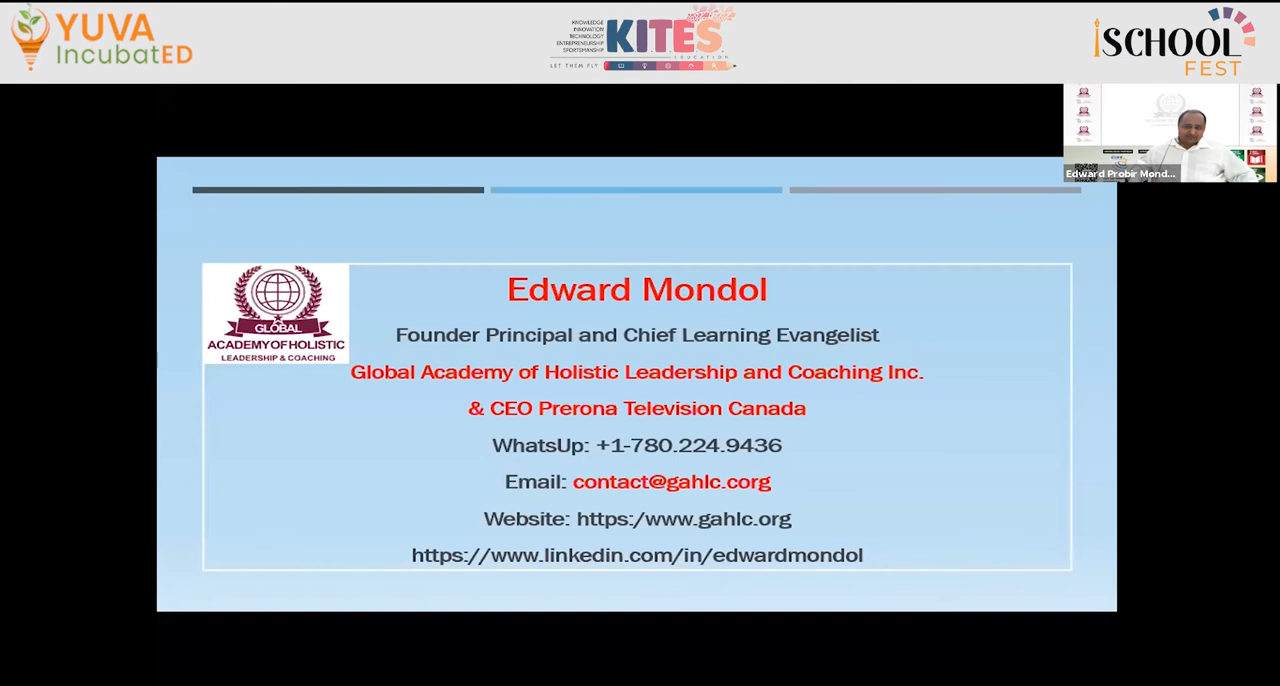 YUVA
IncubatED
KNOWLEDGE
INNOVATION
TECHNOLOGY
ENTREPRENEURSHIP
SPORTSMANSHIP
KITES
EDUCATION
LET THEM FLY
iSCHOOL
FEST
Edward Probir Mond...
GLOBAL
ACADEMY OF HOLISTIC
LEADERSHIP & COACHING
Edward Mondol
Founder Principal and Chief Learning Evangelist
Global Academy of Holistic Leadership and Coaching Inc.
& CEO Prerona Television Canada
WhatsUp: +1-780.224.9436
Email: contact@gahlc.corg
Website: https:/www.gahlc.org
https://www.linkedin.com/in/edwardmondol